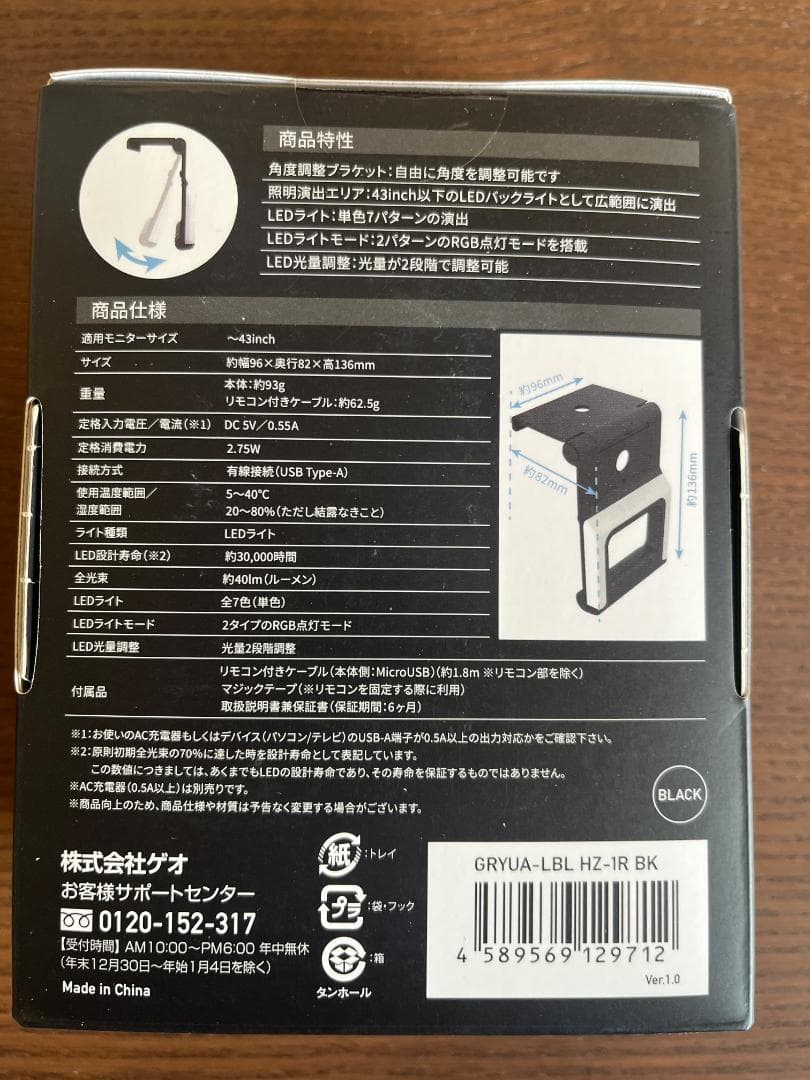 商品特性
角度調整ブラケット：自由に角度を調整可能です
照明演出エリア：43inch以下のLEDバックライトとして広範囲に演出
LEDライト：単色7パターンの演出
LEDライトモード：2パターンのRGB点灯モードを搭載
LED光量調整：光量が2段階で調整可能
商品仕様
適用モニターサイズ ～43inch
サイズ 約幅96×奥行82×高136mm
重量 本体：約93g
リモコン付きケーブル：約62.5g
定格入力電圧／電流（※1） DC 5V／0.55A
定格消費電力 2.75W
接続方式 有線接続（USB Type-A）
使用温度範囲／ 5～40℃
湿度範囲 20～80%（ただし結露なきこと）
ライト種類 LEDライト
LED設計寿命（※2） 約30,000時間
全光束 約40lm（ルーメン）
LEDライト 全7色（単色）
LEDライトモード 2タイプのRGB点灯モード
LED光量調整 光量2段階調整
付属品 リモコン付きケーブル（本体側：MicroUSB）（約1.8m ※リモコン部を除く）
マジックテープ（※リモコンを固定する際に利用）
取扱説明書兼保証書（保証期間：6ヶ月）
約96mm
約82mm
約136mm
※1：お使いのAC充電器もしくはデバイス（パソコン/テレビ）のUSB-A端子が0.5A以上の出力対応かをご確認下さい。
※2：原則初期全光束の70%に達した時を設計寿命として表記しています。
この数値につきましては、あくまでもLEDの設計寿命であり、その寿命を保証するものではありません。
※AC充電器（0.5A以上）は別売りです。
※商品向上のため、商品仕様や材質は予告なく変更する場合がございます。
BLACK
株式会社ゲオ
お客様サポートセンター
0120-152-317
【受付時間】 AM10:00～PM6:00 年中無休
（年末12月30日～年始1月4日を除く）
Made in China
紙：トレイ
プラ：袋・フック
：箱
タンホール
GRYUA-LBL HZ-1R BK
4 589569 129712
Ver.1.0